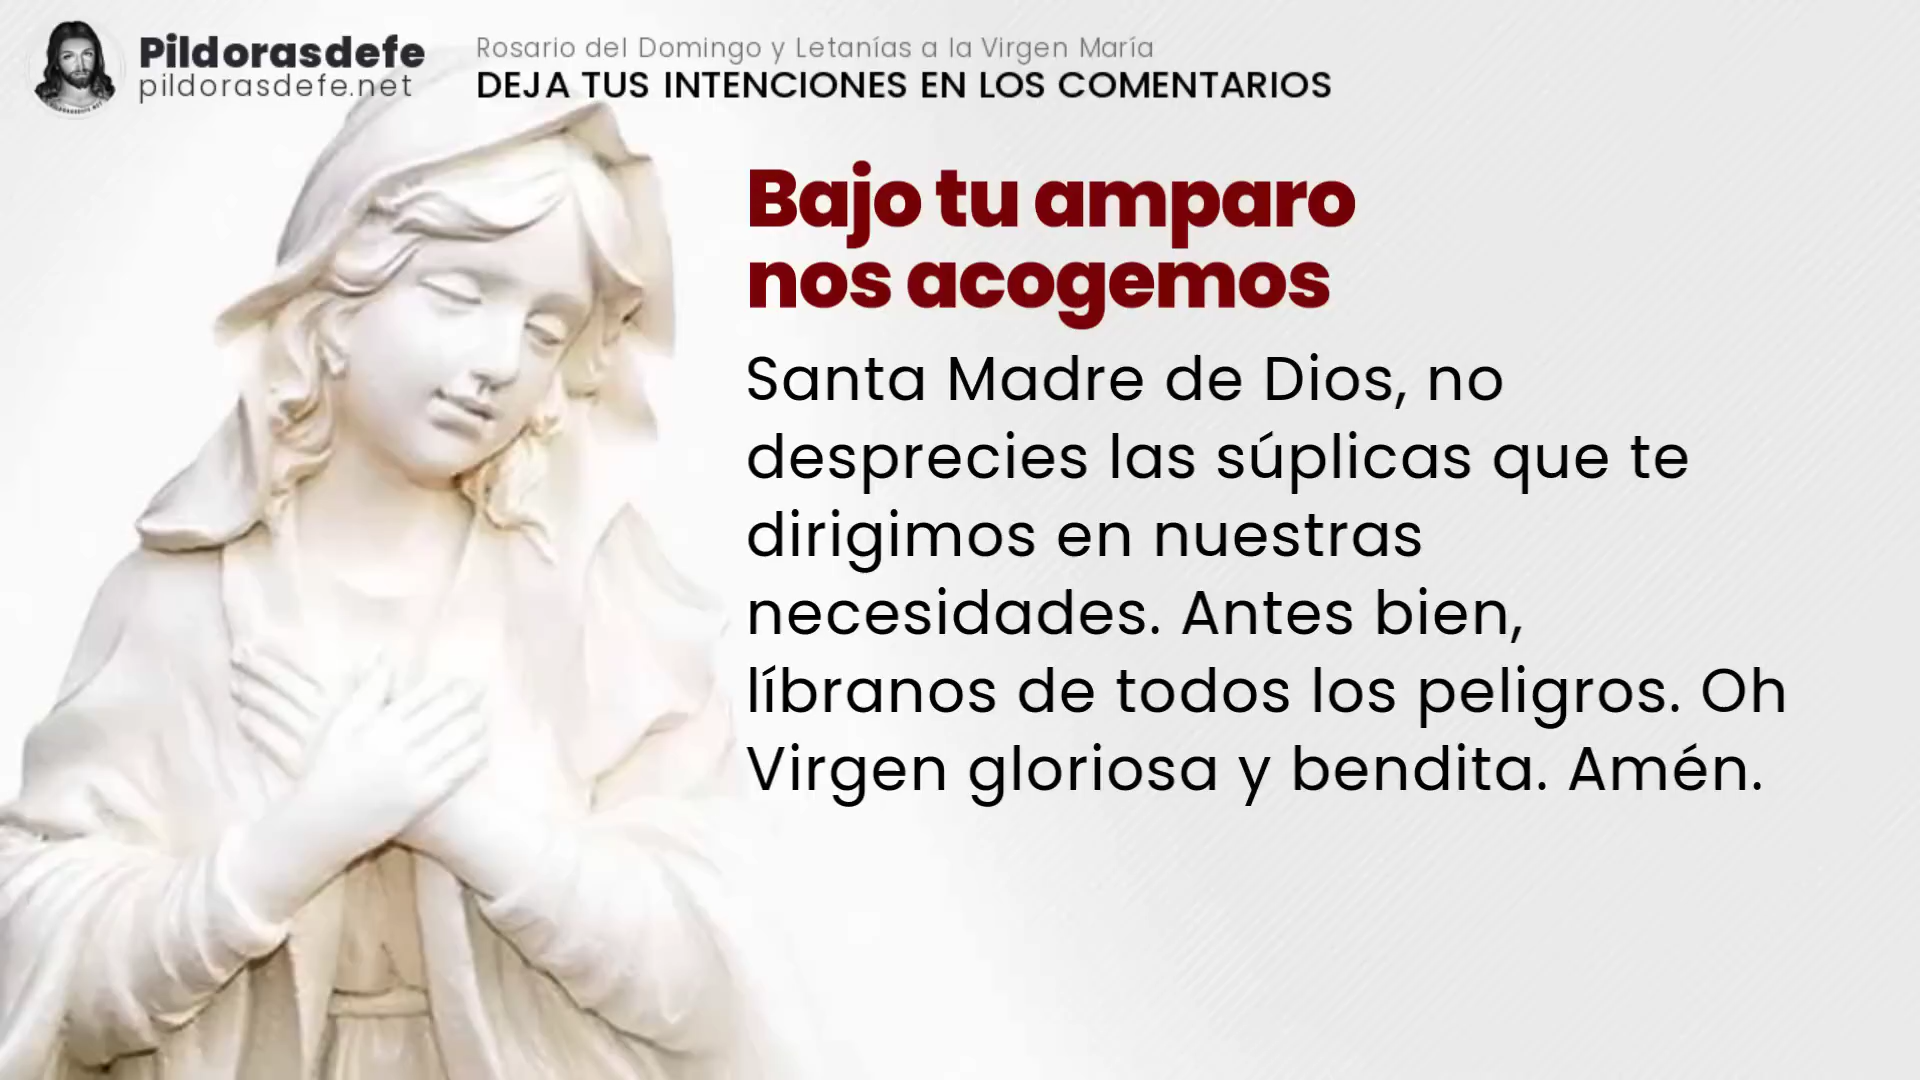 Pildorasdefe
pildorasdefe.net
Rosario del Domingo y Letanías a la Virgen María
DEJA TUS INTENCIONES EN LOS COMENTARIOS
Bajo tu amparo
nos acogemos
Santa Madre de Dios, no
desprecies las súplicas que te
dirigimos en nuestras
necesidades. Antes bien,
líbranos de todos los peligros. Oh
Virgen gloriosa y bendita. Amén.